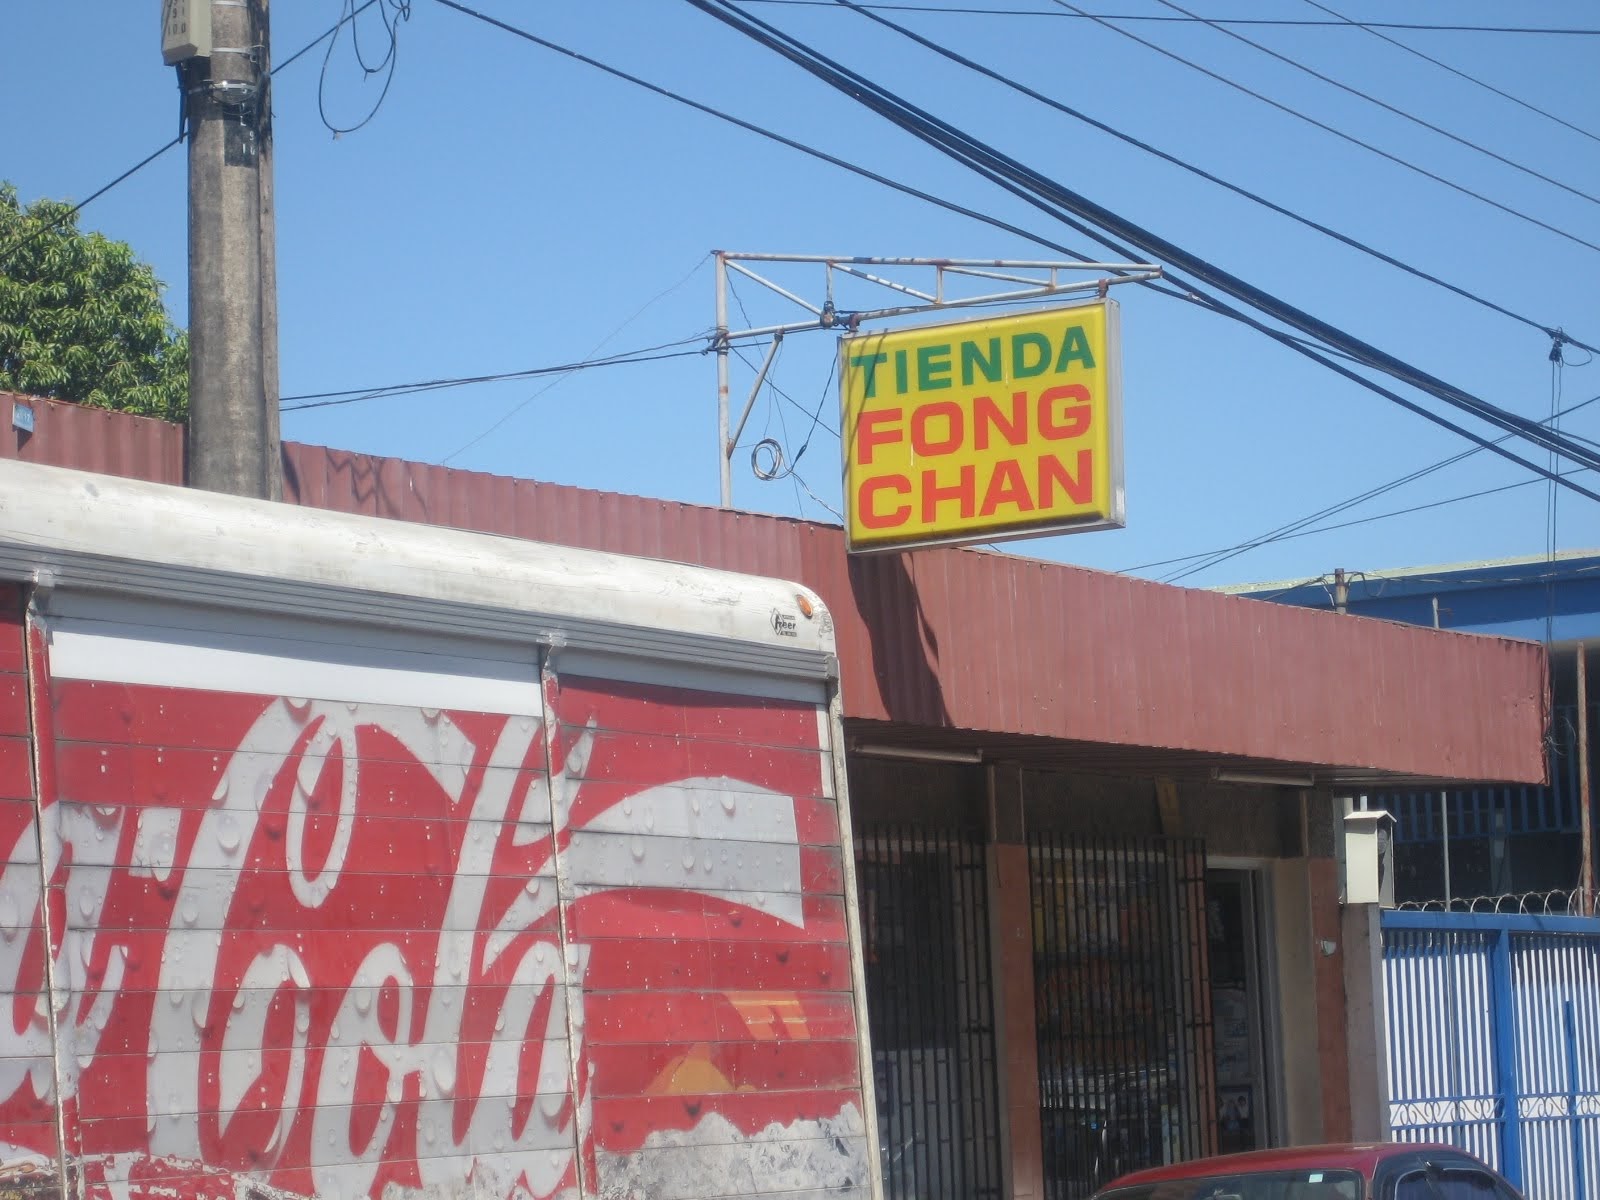 TIENDA
FONG
CHAN
Coca Cola